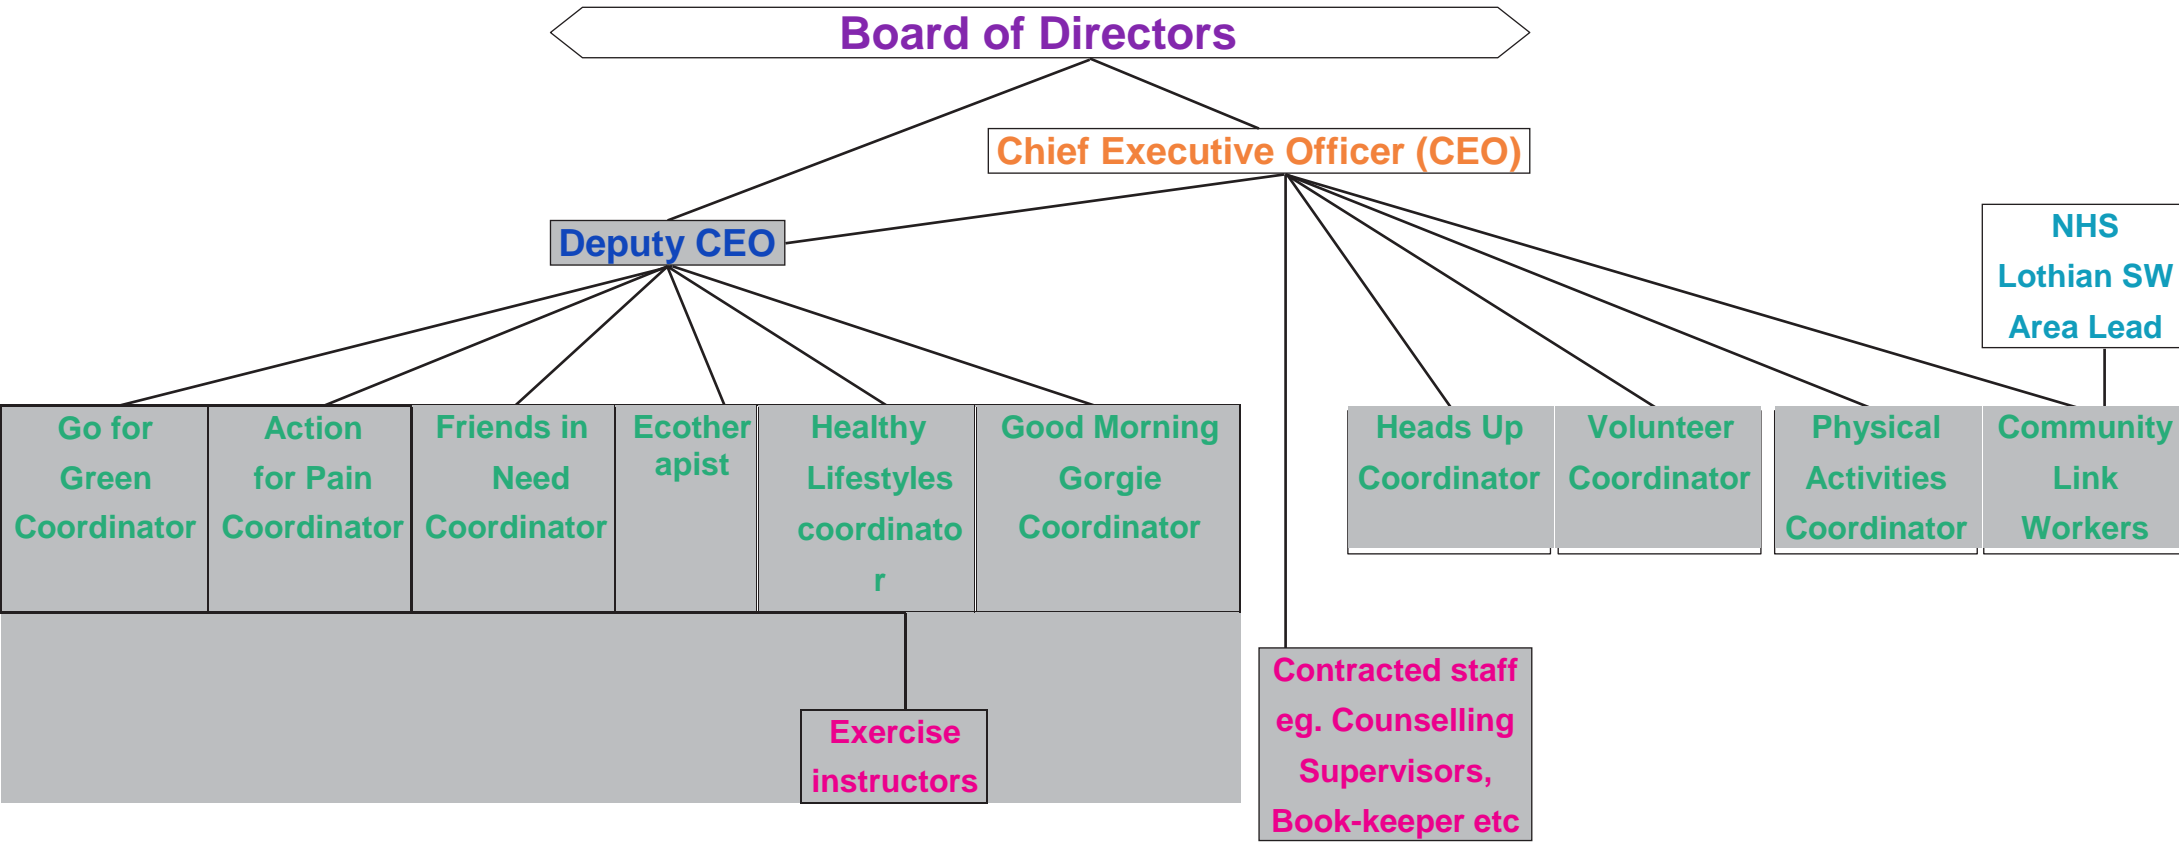 Board of Directors
Chief Executive Officer (CEO)
Deputy CEO
NHS
Lothian SW
Area Lead
Go for
Green
Coordinator
Action
for Pain
Coordinator
Friends in
Need
Coordinator
Ecother
apist
Healthy
Lifestyles
coordinato
r
Good Morning
Gorgie
Coordinator
Heads Up
Coordinator
Volunteer
Coordinator
Physical
Activities
Coordinator
Community
Link
Workers
Exercise
instructors
Contracted staff
eg. Counselling
Supervisors,
Book-keeper etc